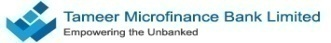 Tameer Microfinance Bank Limited
Empowering the Unbanked